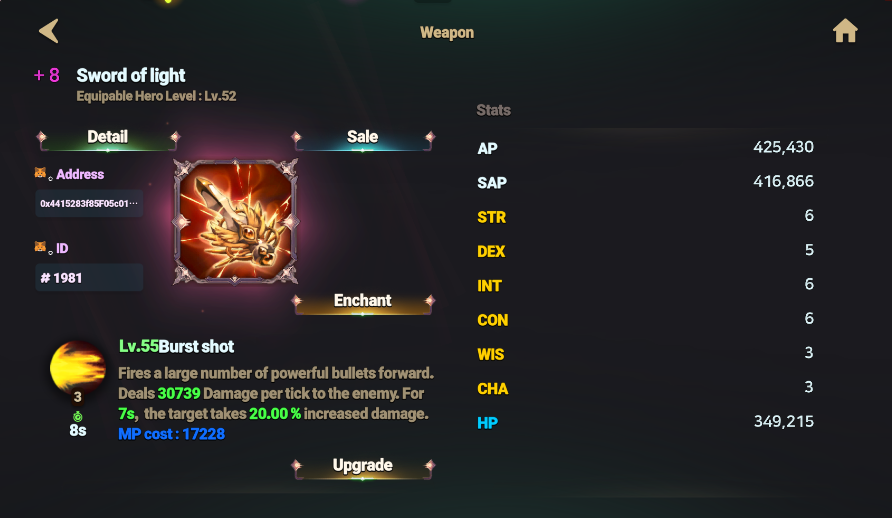 Weapon
+ 8 Sword of light
Equipable Hero Level : Lv.52
Detail
Sale
Address
0x4415283f85F05c01···
ID
# 1981
Enchant
3
8s
Lv.55Burst shot
Fires a large number of powerful bullets forward.
Deals 30739 Damage per tick to the enemy. For
7s, the target takes 20.00 % increased damage.
MP cost : 17228
Upgrade
Stats
AP 425,430
SAP 416,866
STR 6
DEX 5
INT 6
CON 6
WIS 3
CHA 3
HP 349,215